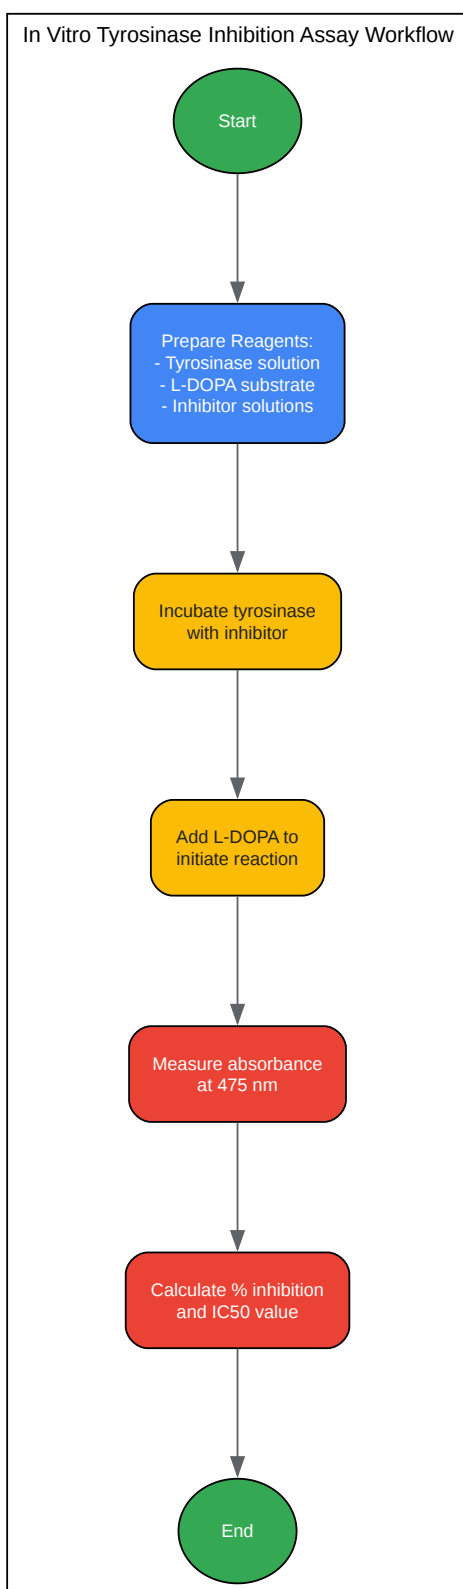 In Vitro Tyrosinase Inhibition Assay Workflow
Start
Prepare Reagents:
- Tyrosinase solution
- L-DOPA substrate
- Inhibitor solutions
Incubate tyrosinase
with inhibitor
Add L-DOPA to
initiate reaction
Measure absorbance
at 475 nm
Calculate % inhibition
and IC50 value
End